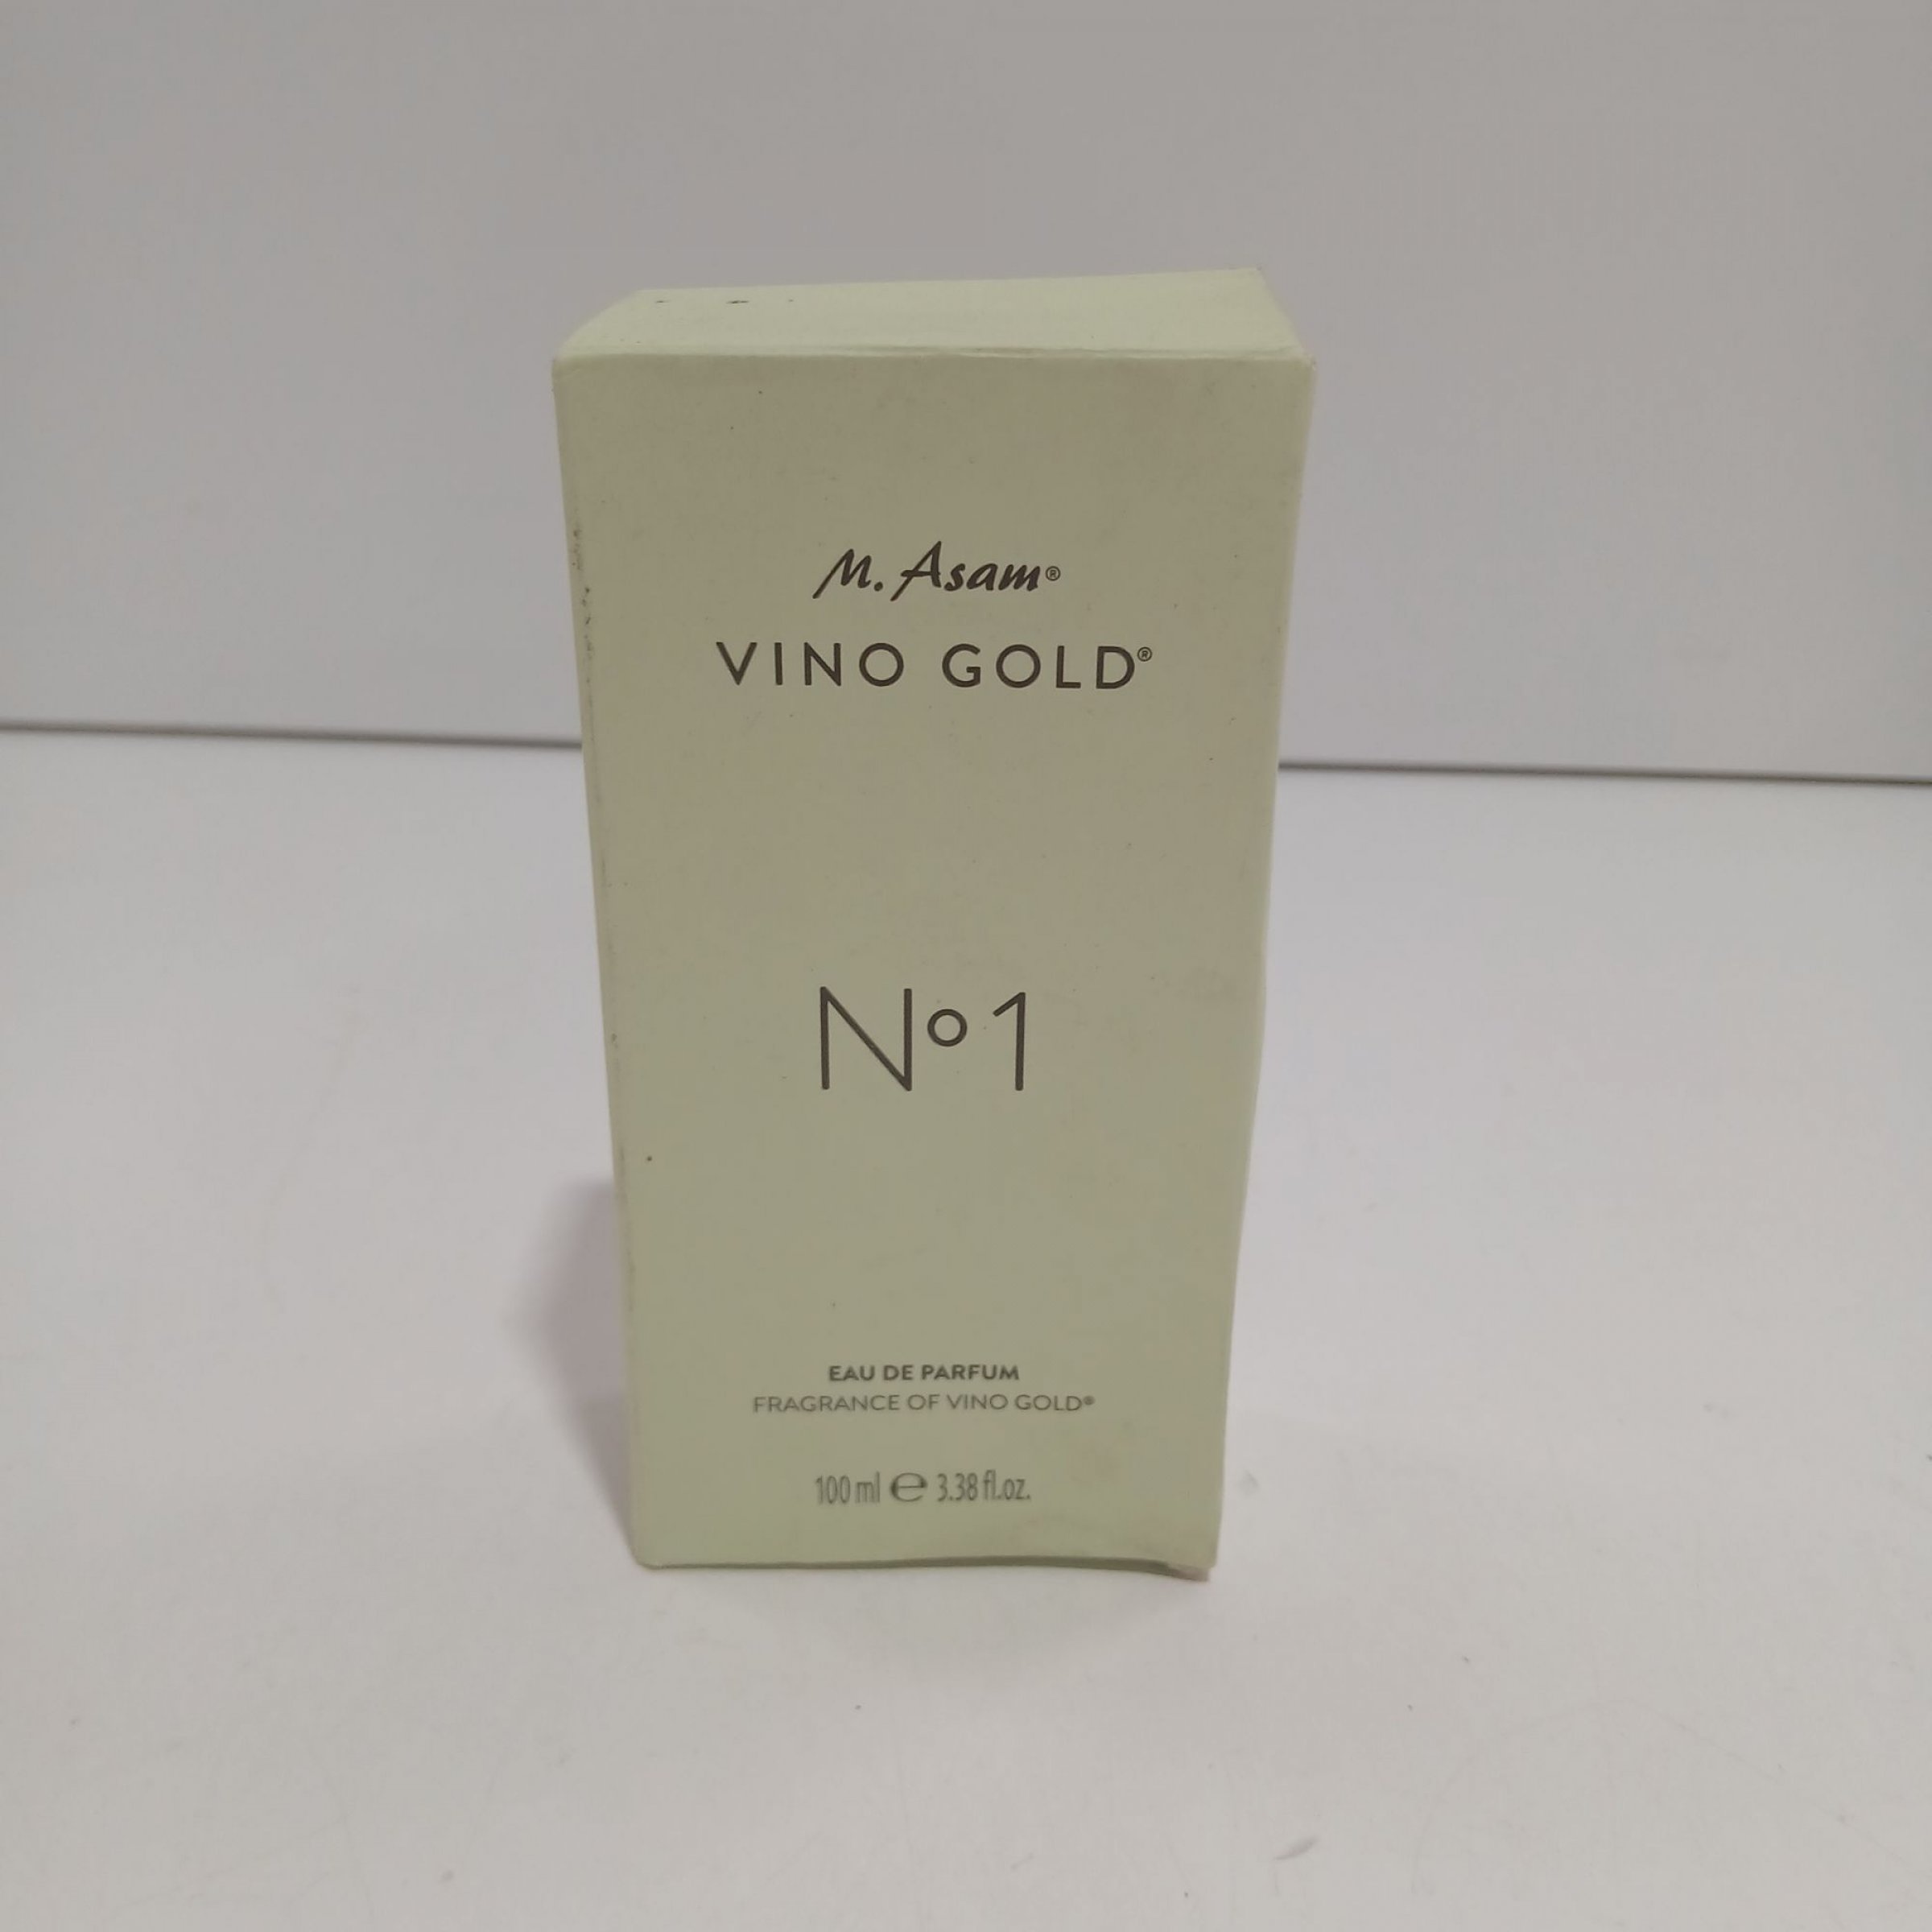 M. Asam®
VINO GOLD®
Nº1
EAU DE PARFUM
FRAGRANCE OF VINO GOLD®
100 ml ℮ 3.38 fl.oz.